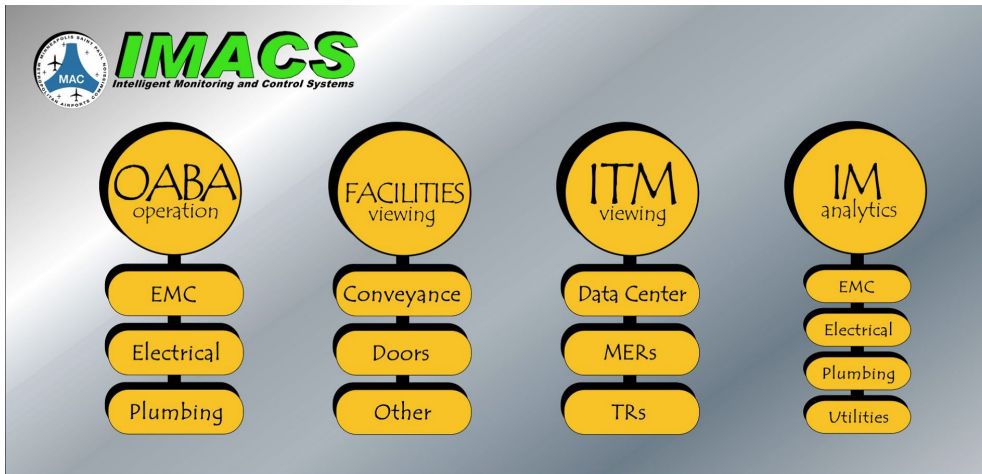 MINNEAPOLIS SAINT PAUL
MAC
METROPOLITAN AIRPORTS COMMISSION
IMACS
Intelligent Monitoring and Control Systems
OABA
operation
EMC
Electrical
Plumbing
FACILITIES
viewing
Conveyance
Doors
Other
ITM
viewing
Data Center
MERs
TRs
IM
analytics
EMC
Electrical
Plumbing
Utilities